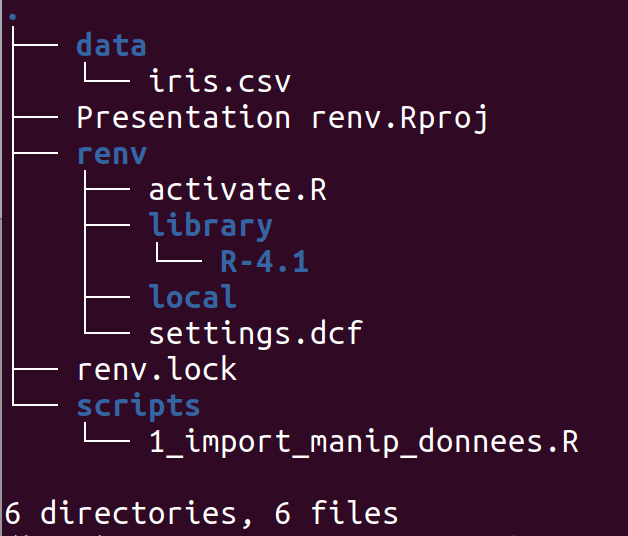 .
├── data
│   └── iris.csv
├── Presentation renv.Rproj
├── renv
│   ├── activate.R
│   ├── library
│   │   └── R-4.1
│   ├── local
│   └── settings.dcf
├── renv.lock
└── scripts
    └── 1_import_manip_donnees.R

6 directories, 6 files